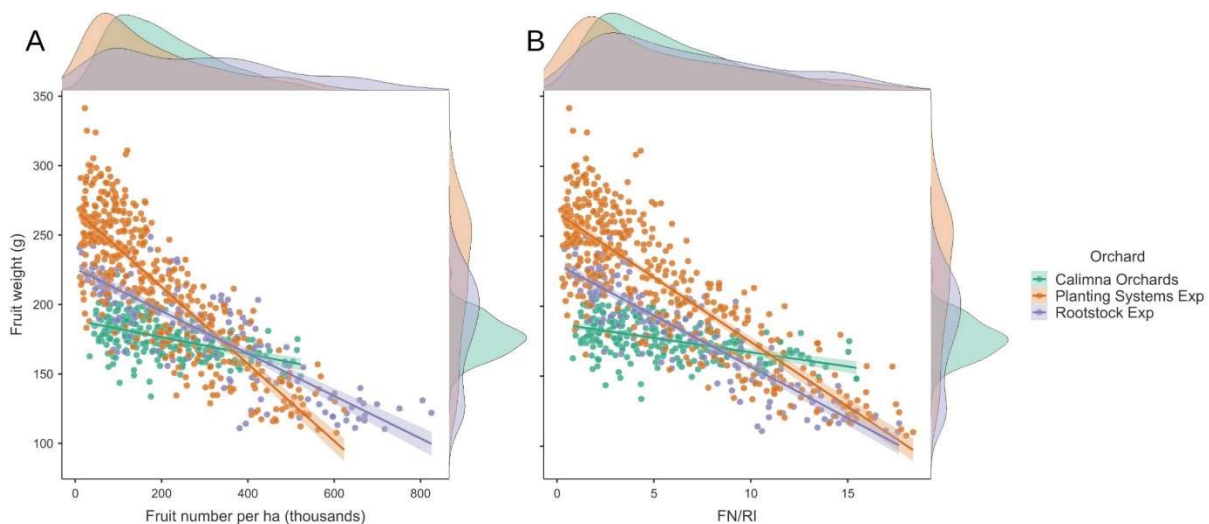 A
B
350
300
250
200
150
100
Fruit weight (g)
0 200 400 600 800
Fruit number per ha (thousands)
0 5 10 15
FN/RI
Orchard
Calimna Orchards
Planting Systems Exp
Rootstock Exp